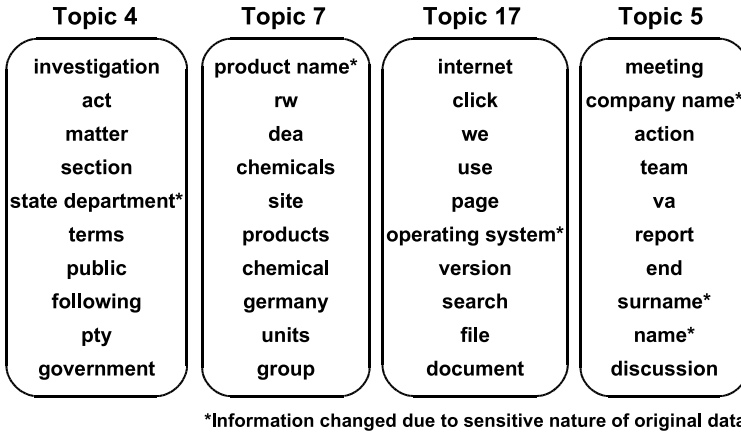 Topic 4
investigation
act
matter
section
state department*
terms
public
following
pty
government
Topic 7
product name*
rw
dea
chemicals
site
products
chemical
germany
units
group
Topic 17
internet
click
we
use
page
operating system*
version
search
file
document
Topic 5
meeting
company name*
action
team
va
report
end
surname*
name*
discussion
*Information changed due to sensitive nature of original data